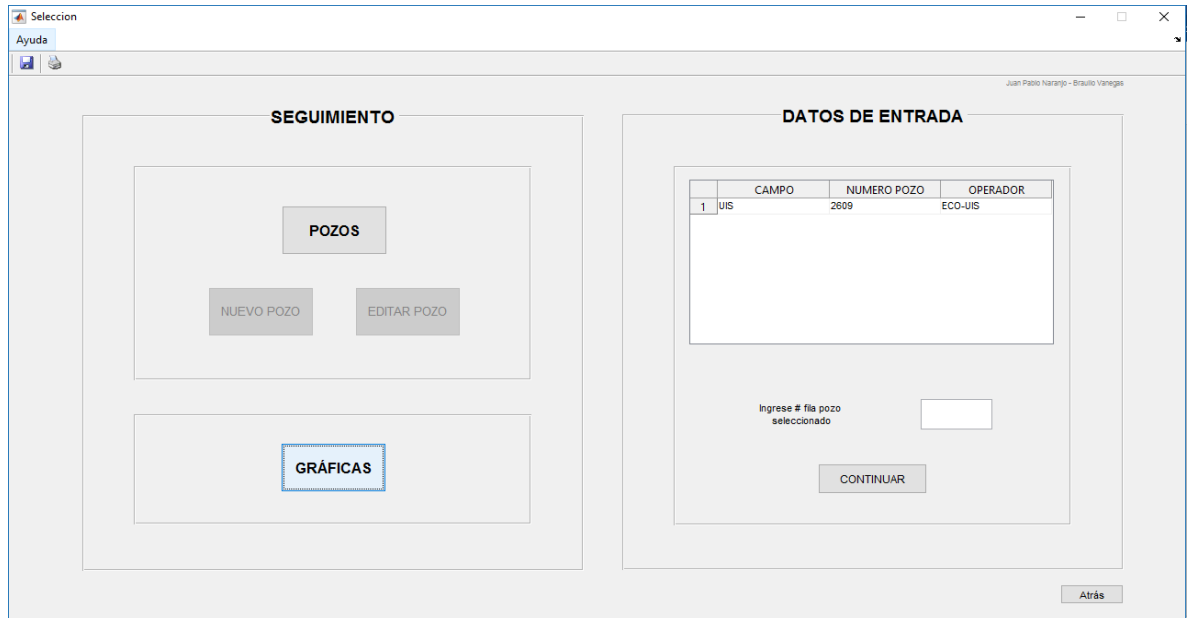 Seleccion
Ayuda
Juan Pablo Naranjo - Braulio Vanegas
SEGUIMIENTO
POZOS
NUEVO POZO
EDITAR POZO
GRÁFICAS
DATOS DE ENTRADA
CAMPO NUMERO POZO OPERADOR
1 UIS 2609 ECO-UIS
Ingrese # fila pozo
seleccionado
CONTINUAR
Atrás